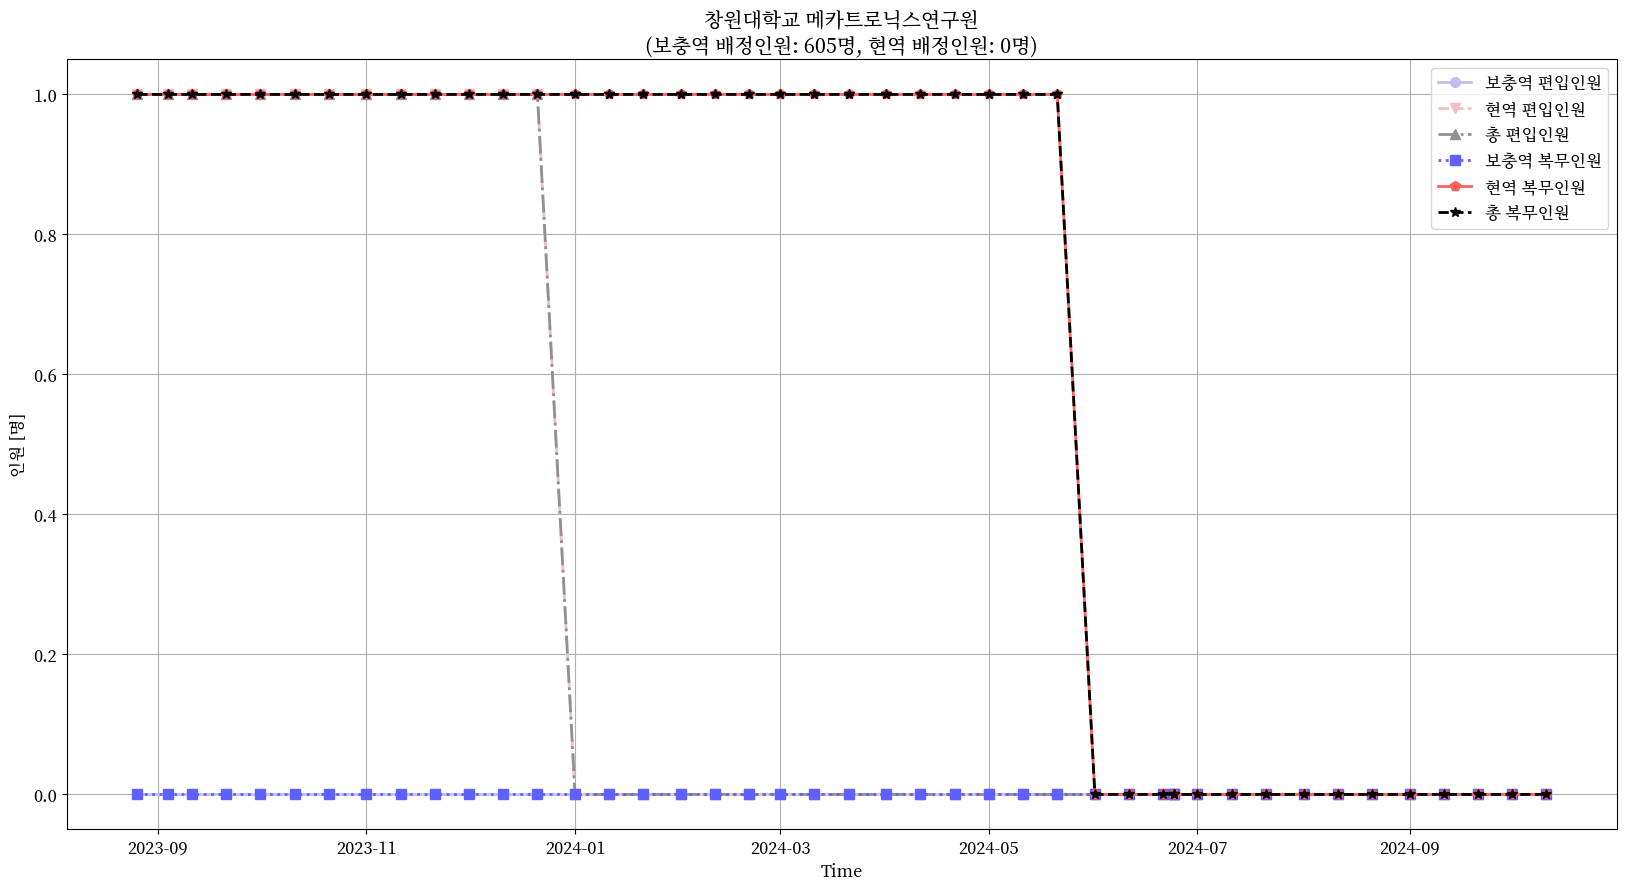 창원대학교 메카트로닉스연구원
(보충역 배정인원: 605명, 현역 배정인원: 0명)
보충역 편입인원
현역 편입인원
총 편입인원
보충역 복무인원
현역 복무인원
총 복무인원
인원 [명]
1.0
0.8
0.6
0.4
0.2
0.0
2023-09
2023-11
2024-01
2024-03
2024-05
2024-07
2024-09
Time